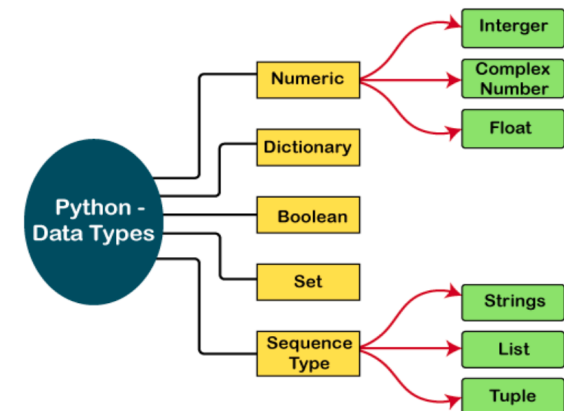 Python -
Data Types
Numeric
Dictionary
Boolean
Set
Sequence
Type
Interger
Complex
Number
Float
Strings
List
Tuple